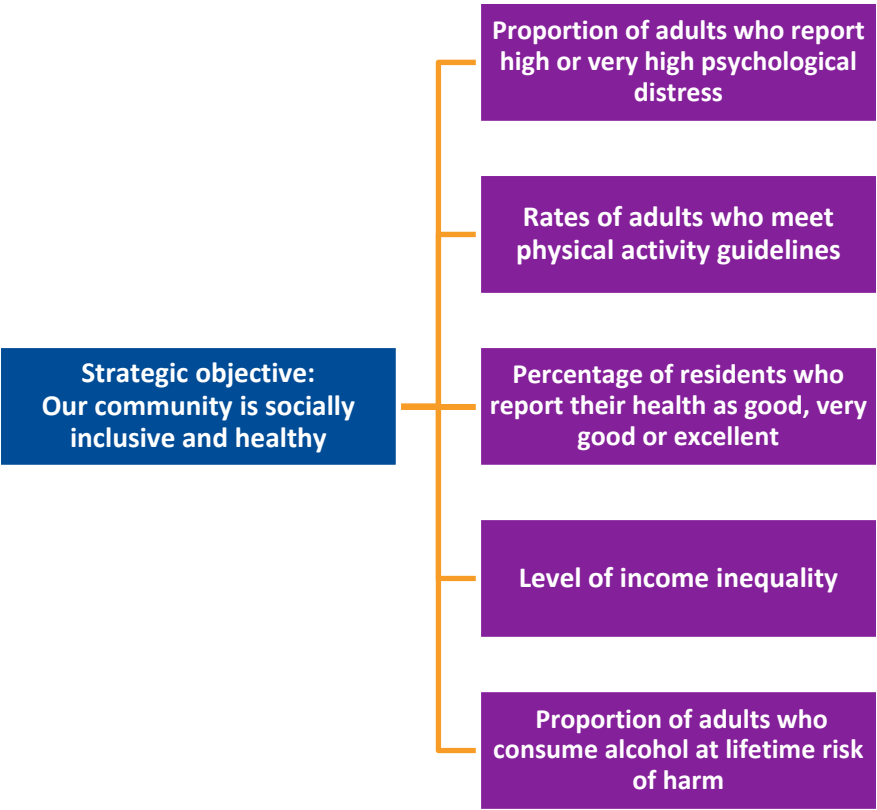 Proportion of adults who report
high or very high psychological
distress
Rates of adults who meet
physical activity guidelines
Strategic objective:
Our community is socially
inclusive and healthy
Percentage of residents who
report their health as good, very
good or excellent
Level of income inequality
Proportion of adults who
consume alcohol at lifetime risk
of harm